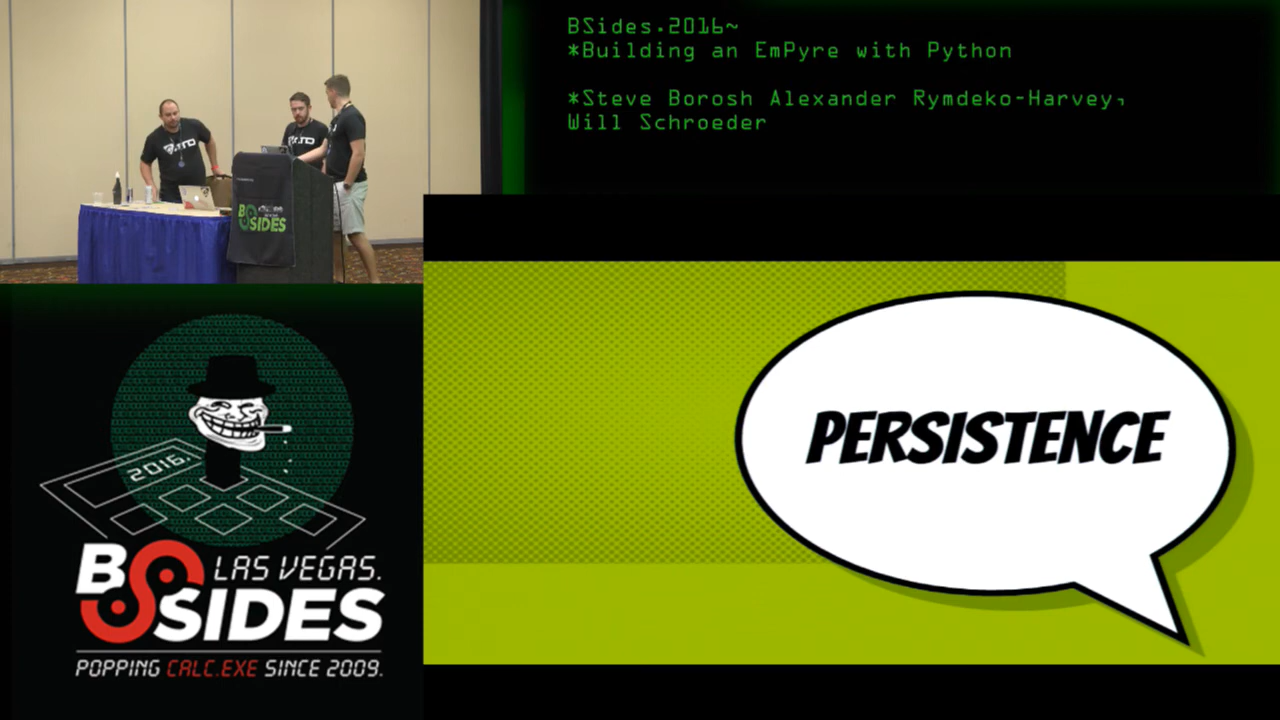 BSides.2016~
*Building an EmPyre with Python
*Steve Borosh Alexander Rymdeko-Harvey,
Will Schroeder
BSIDES
PERSISTENCE
2016.
BSIDES LAS VEGAS.
POPPING CALC.EXE SINCE 2009.